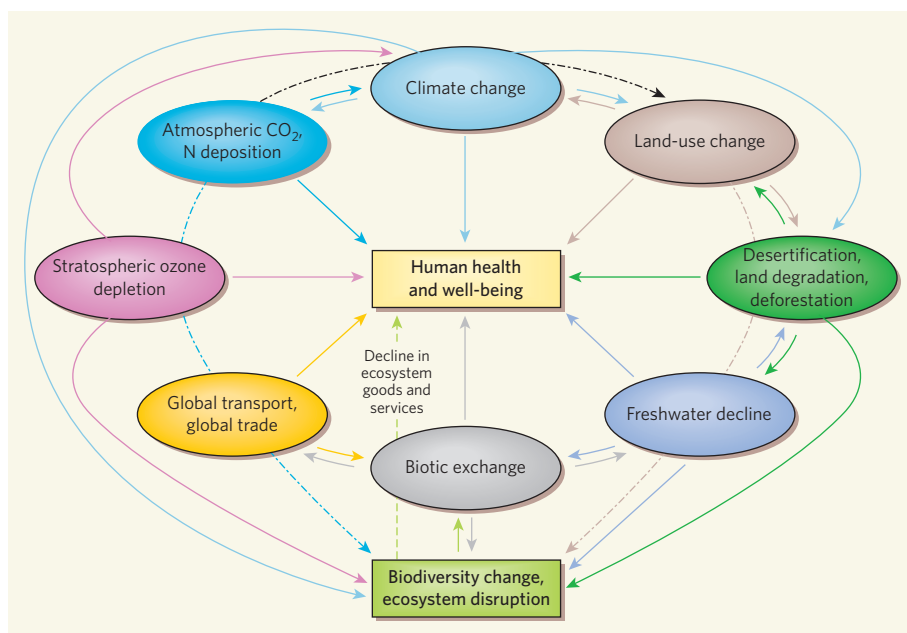 Climate change
Atmospheric CO₂,
N deposition
Land-use change
Stratospheric ozone
depletion
Human health
and well-being
Desertification,
land degradation,
deforestation
Decline in
ecosystem
goods and
services
Global transport,
global trade
Freshwater decline
Biotic exchange
Biodiversity change,
ecosystem disruption